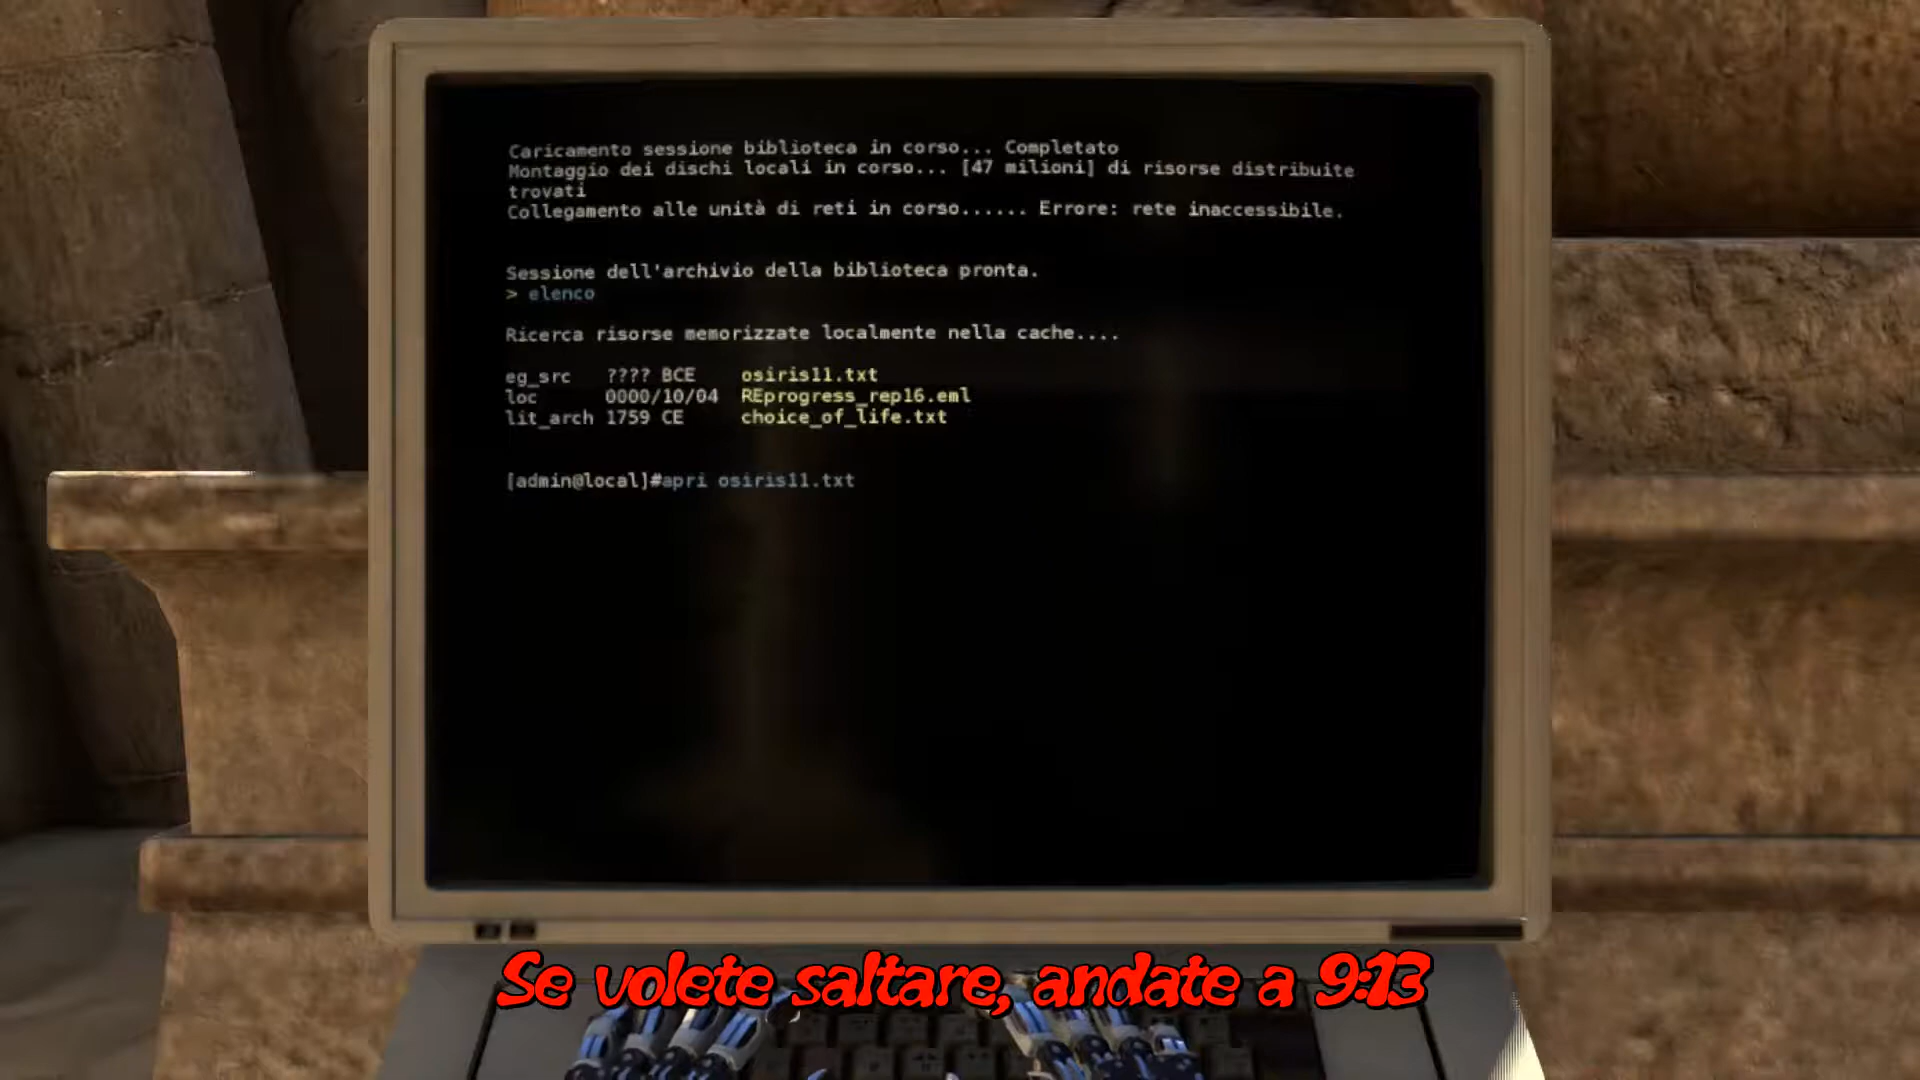 Caricamento sessione biblioteca in corso... Completato
Montaggio dei dischi locali in corso... [47 milioni] di risorse distribuite
trovati
Collegamento alle unità di reti in corso...... Errore: rete inaccessibile.
Sessione dell'archivio della biblioteca pronta.
> elenco
Ricerca risorse memorizzate localmente nella cache....
eg_src ???? BCE osiris11.txt
loc 0000/10/04 REprogress_rep16.eml
lit_arch 1759 CE choice_of_life.txt
[admin@local]#apri osiris11.txt
Se volete saltare, andate a 9:13